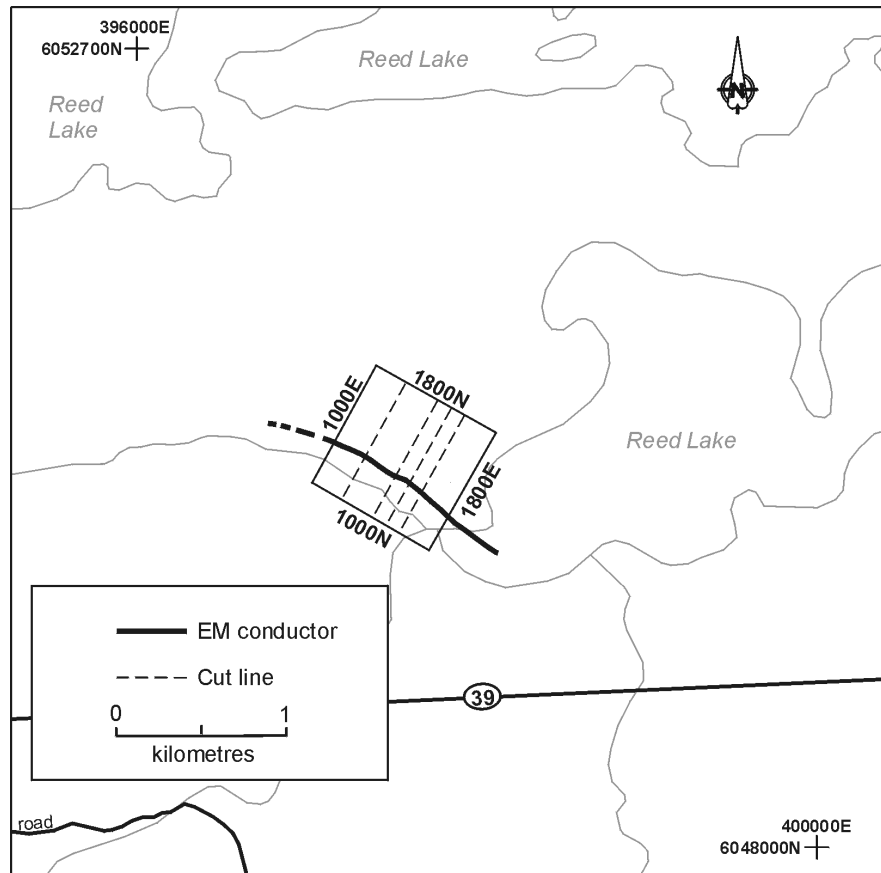 396000E
6052700N
Reed Lake
Reed
Lake
N
1800N
1000E
Reed Lake
1800E
1000N
EM conductor
Cut line
0 1
kilometres
39
road
400000E
6048000N